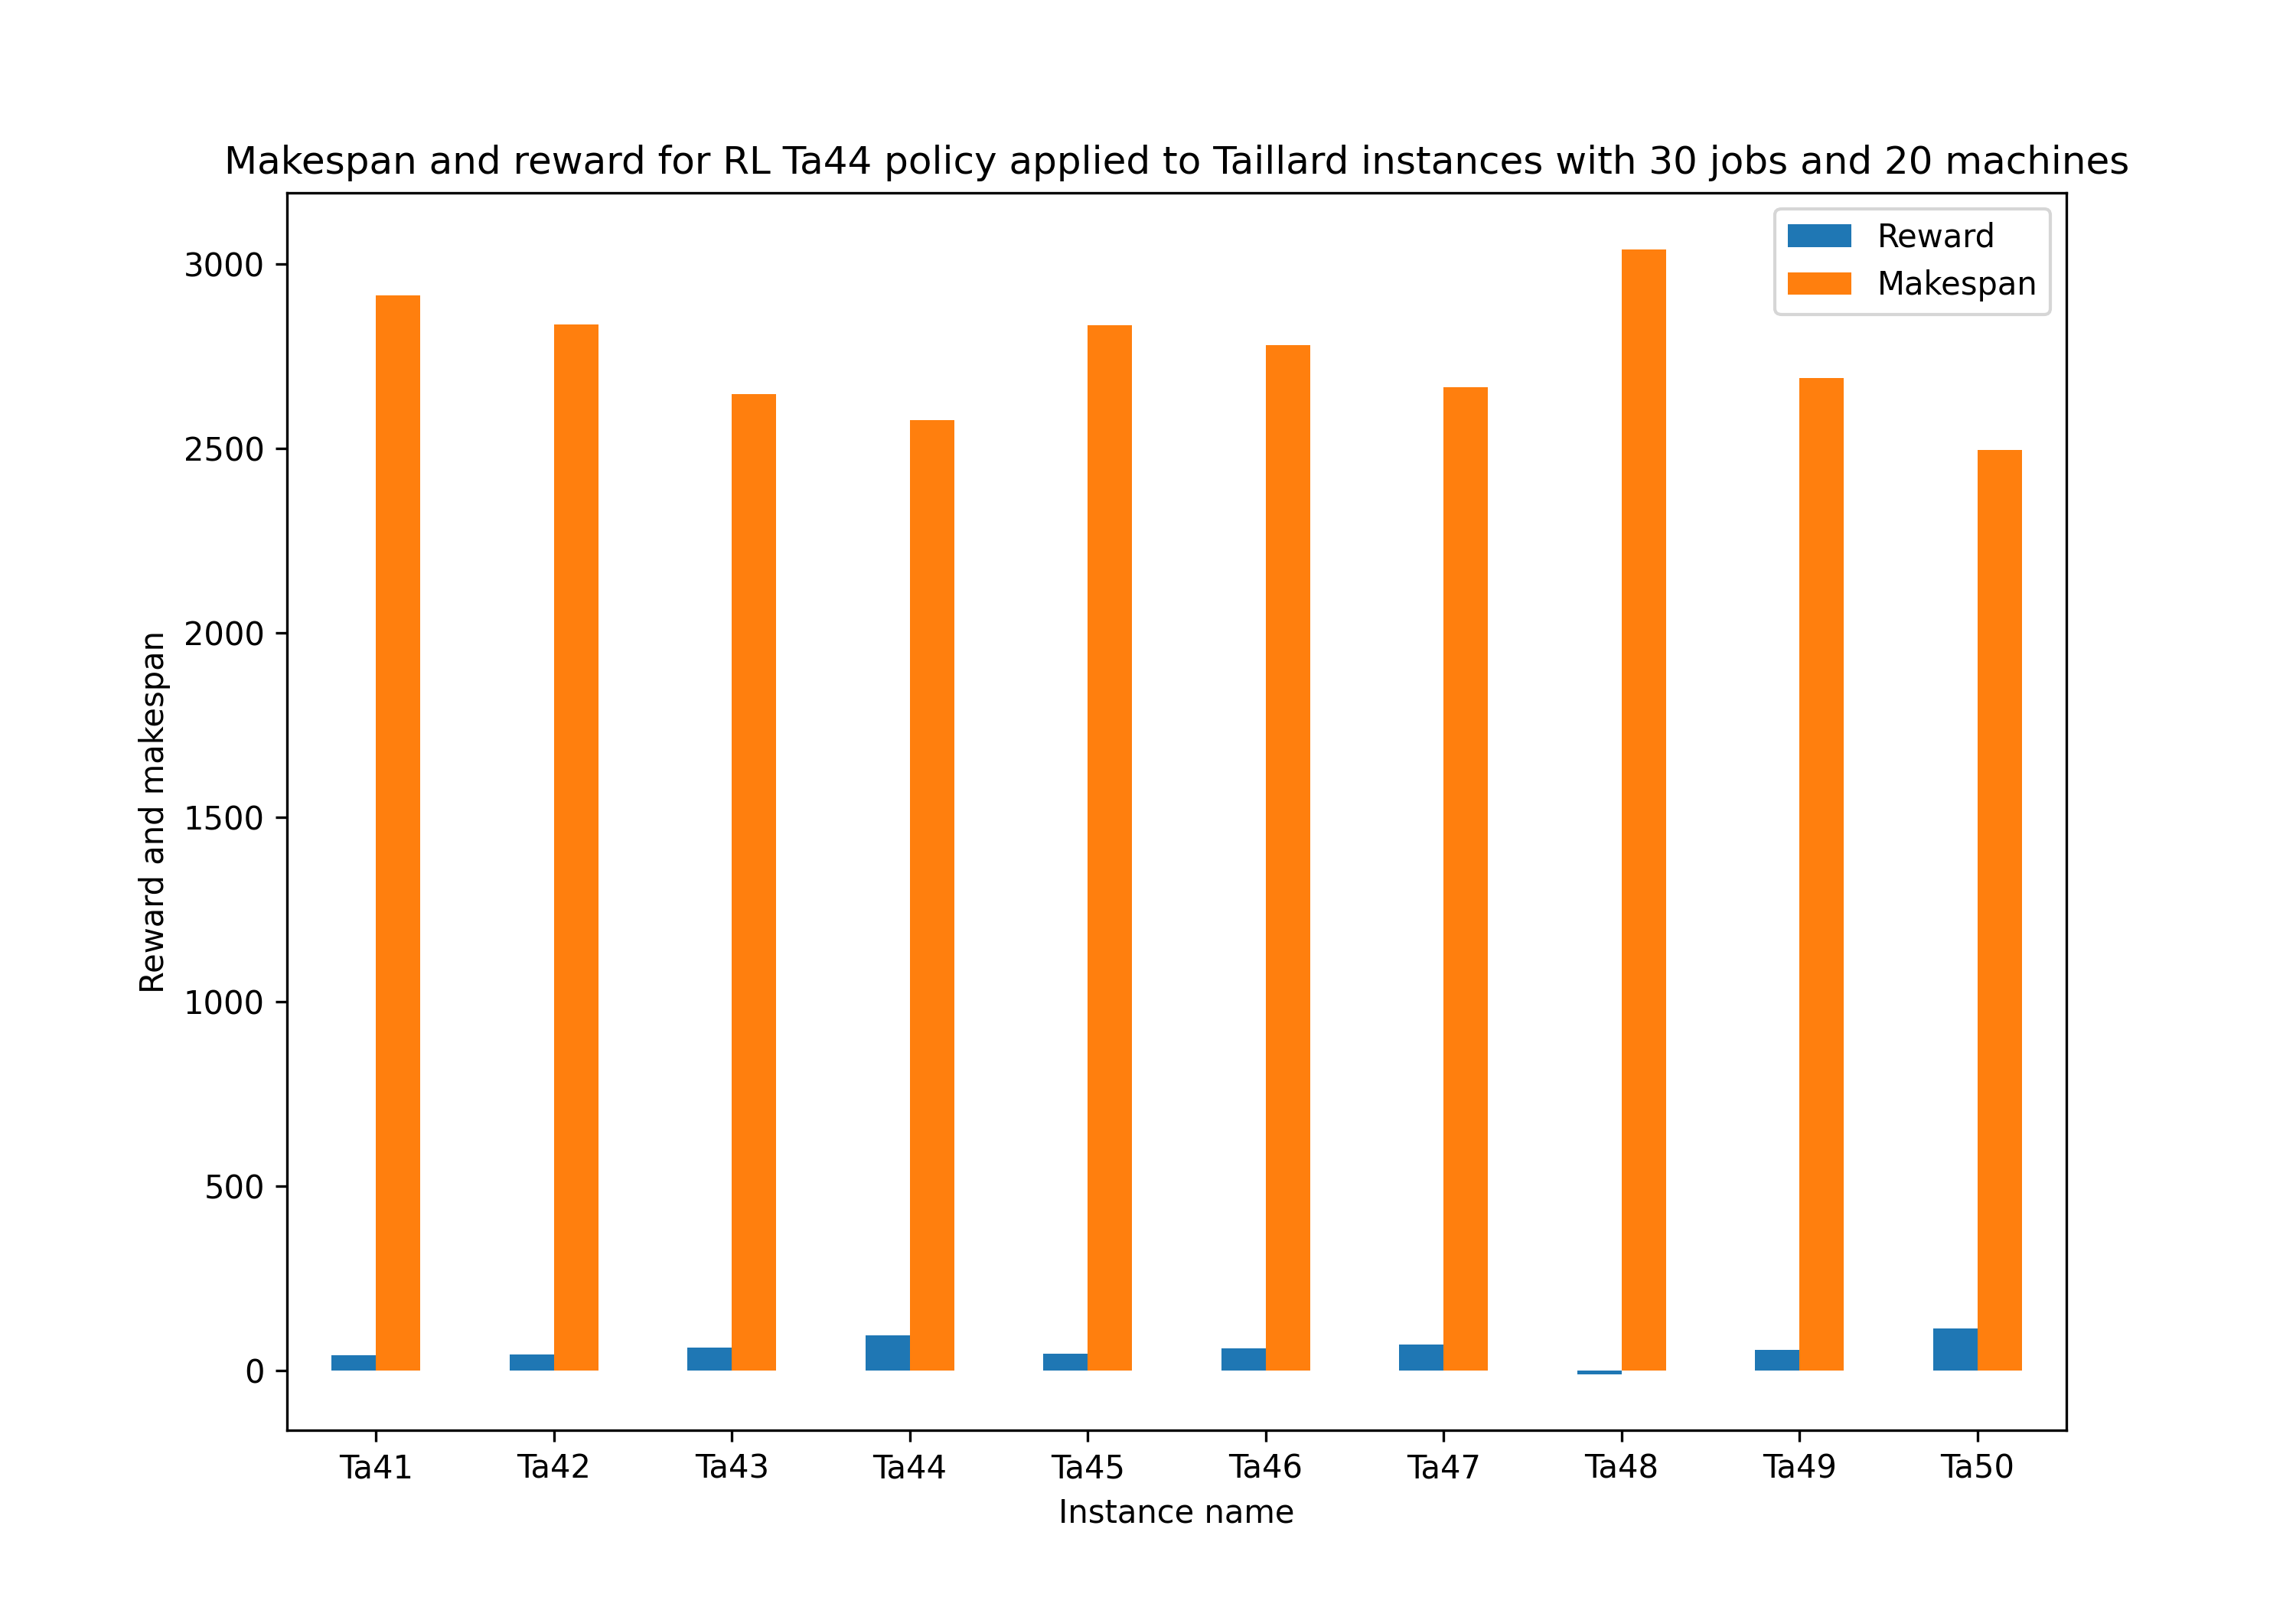 Makespan and reward for RL Ta44 policy applied to Taillard instances with 30 jobs and 20 machines
Reward
Makespan
Reward and makespan
3000
2500
2000
1500
1000
500
0
Ta41 Ta42 Ta43 Ta44 Ta45 Ta46 Ta47 Ta48 Ta49 Ta50
Instance name